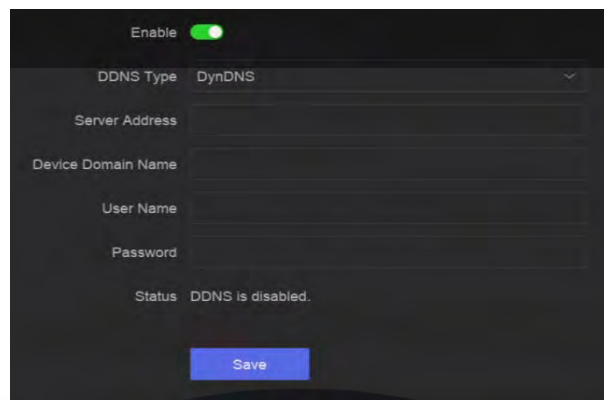 Enable
DDNS Type DynDNS
Server Address
Device Domain Name
User Name
Password
Status DDNS is disabled.
Save